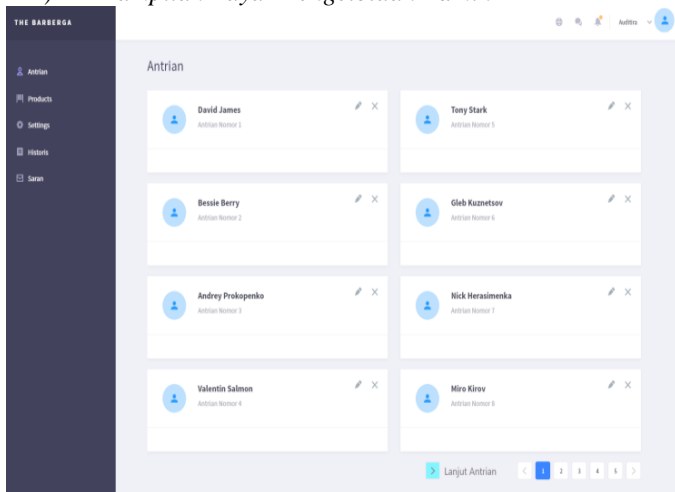 THE BARBERGA
Auditra
Antrian
Products
Settings
Historis
Saran
Antrian
David James
Antrian Nomor 1
Tony Stark
Antrian Nomor 5
Bessie Berry
Antrian Nomor 2
Gleb Kuznetsov
Antrian Nomor 6
Andrey Prokopenko
Antrian Nomor 3
Nick Herasimenka
Antrian Nomor 7
Valentin Salmon
Antrian Nomor 4
Miro Kirov
Antrian Nomor 8
Lanjut Antrian
1 2 3 4 5